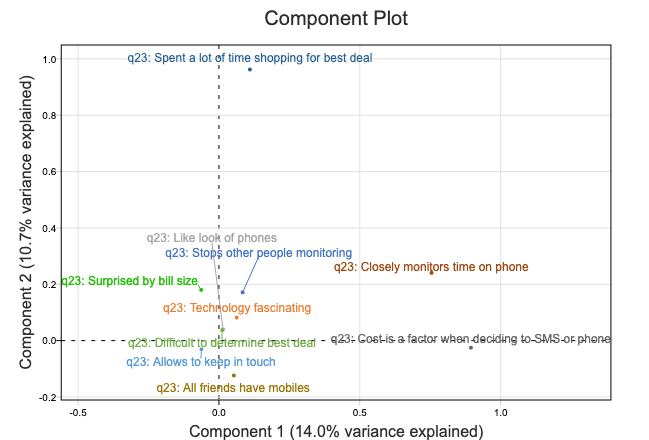 Component Plot
q23: Spent a lot of time shopping for best deal
q23: Like look of phones
q23: Stops other people monitoring
q23: Closely monitors time on phone
q23: Surprised by bill size
q23: Technology fascinating
q23: Difficult to determine best deal
q23: Cost is a factor when deciding to SMS or phone
q23: Allows to keep in touch
q23: All friends have mobiles
1.0
0.8
0.6
0.4
0.2
0.0
-0.2
-0.5
0.0
0.5
1.0
Component 2 (10.7% variance explained)
Component 1 (14.0% variance explained)